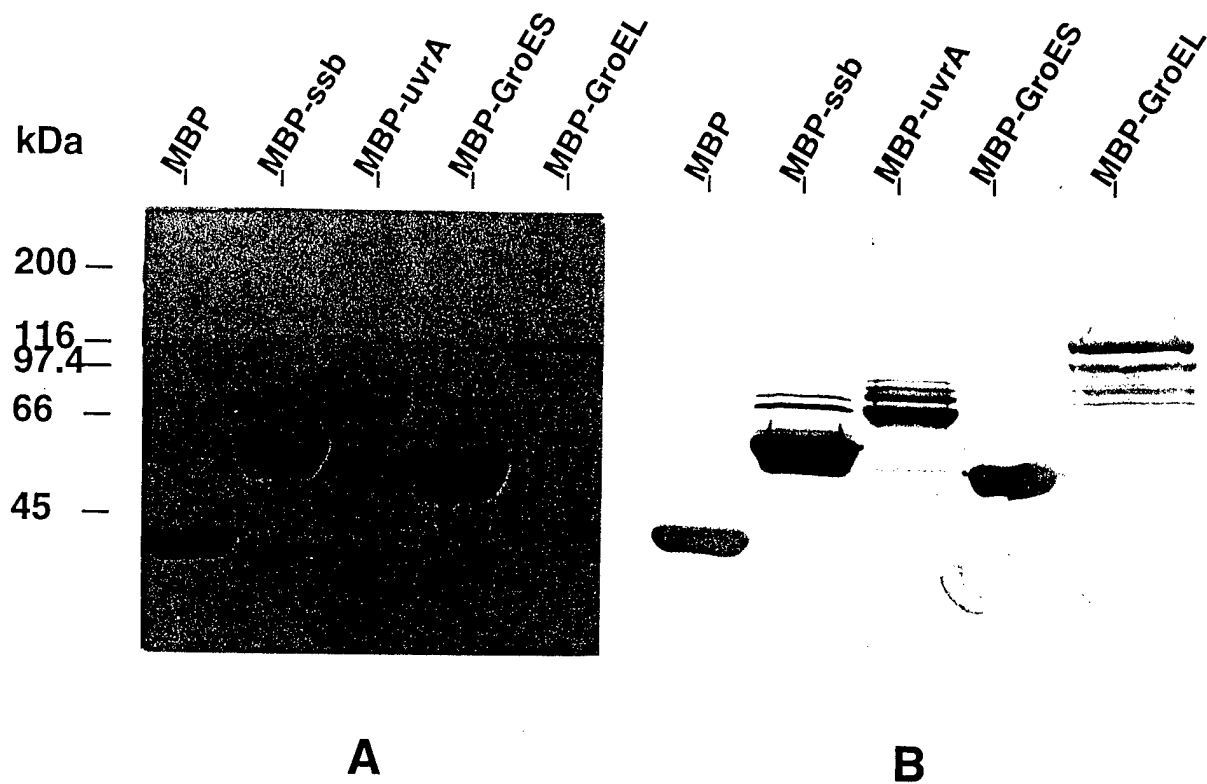 kDa
MBP
MBP-ssb
MBP-uvrA
MBP-GroES
MBP-GroEL
MBP
MBP-ssb
MBP-uvrA
MBP-GroES
MBP-GroEL
200
116
97.4
66
45
A
B